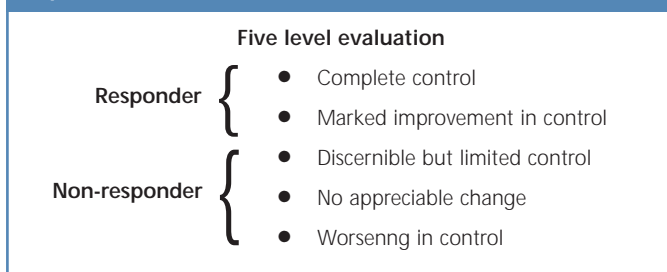 Five level evaluation
Responder
● Complete control
● Marked improvement in control
Non-responder
● Discernible but limited control
● No appreciable change
● Worsenng in control